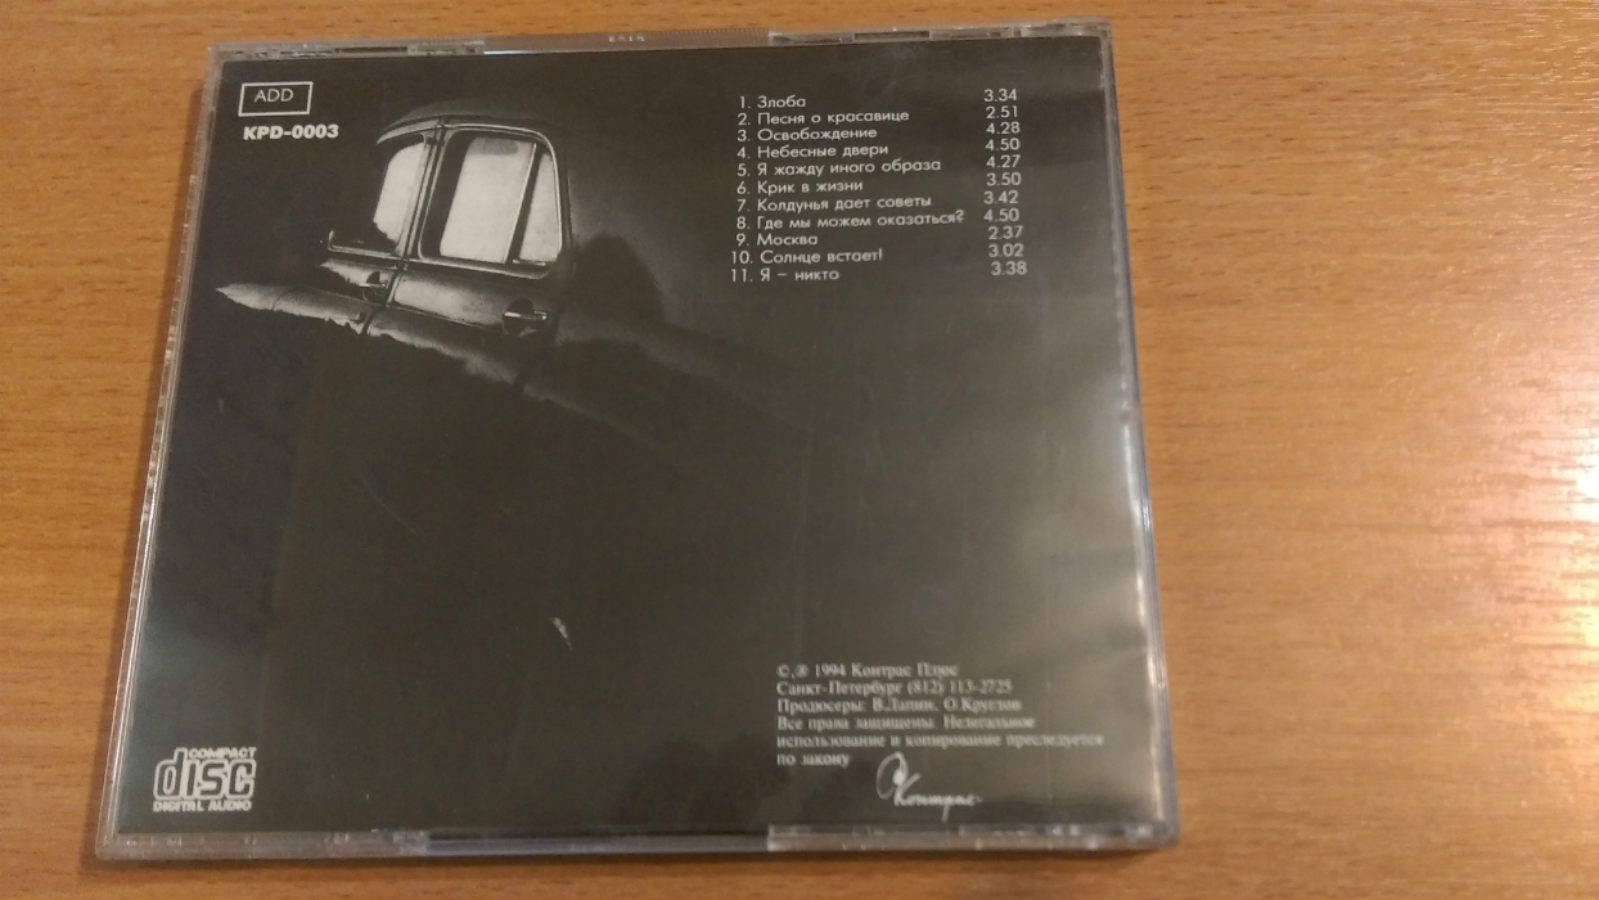 ADD
KPD-0003
1. Злоба 3.34
2. Песня о красавице 2.51
3. Освобождение 4.28
4. Небесные двери 4.50
5. Я жажду иного образа 4.27
6. Крик в жизни 3.50
7. Колдунья дает советы 3.42
8. Где мы можем оказаться? 4.50
9. Москва 2.37
10. Солнце встает! 3.02
11. Я – никто 3.38
©,℗ 1994 Контрас Плюс
Санкт-Петербург (812) 113-2725
Продюсеры: В.Лапин, О.Круглов
Все права защищены. Нелегальное
использование и копирование преследуется
по закону
Контрас
COMPACT
disc
DIGITAL AUDIO